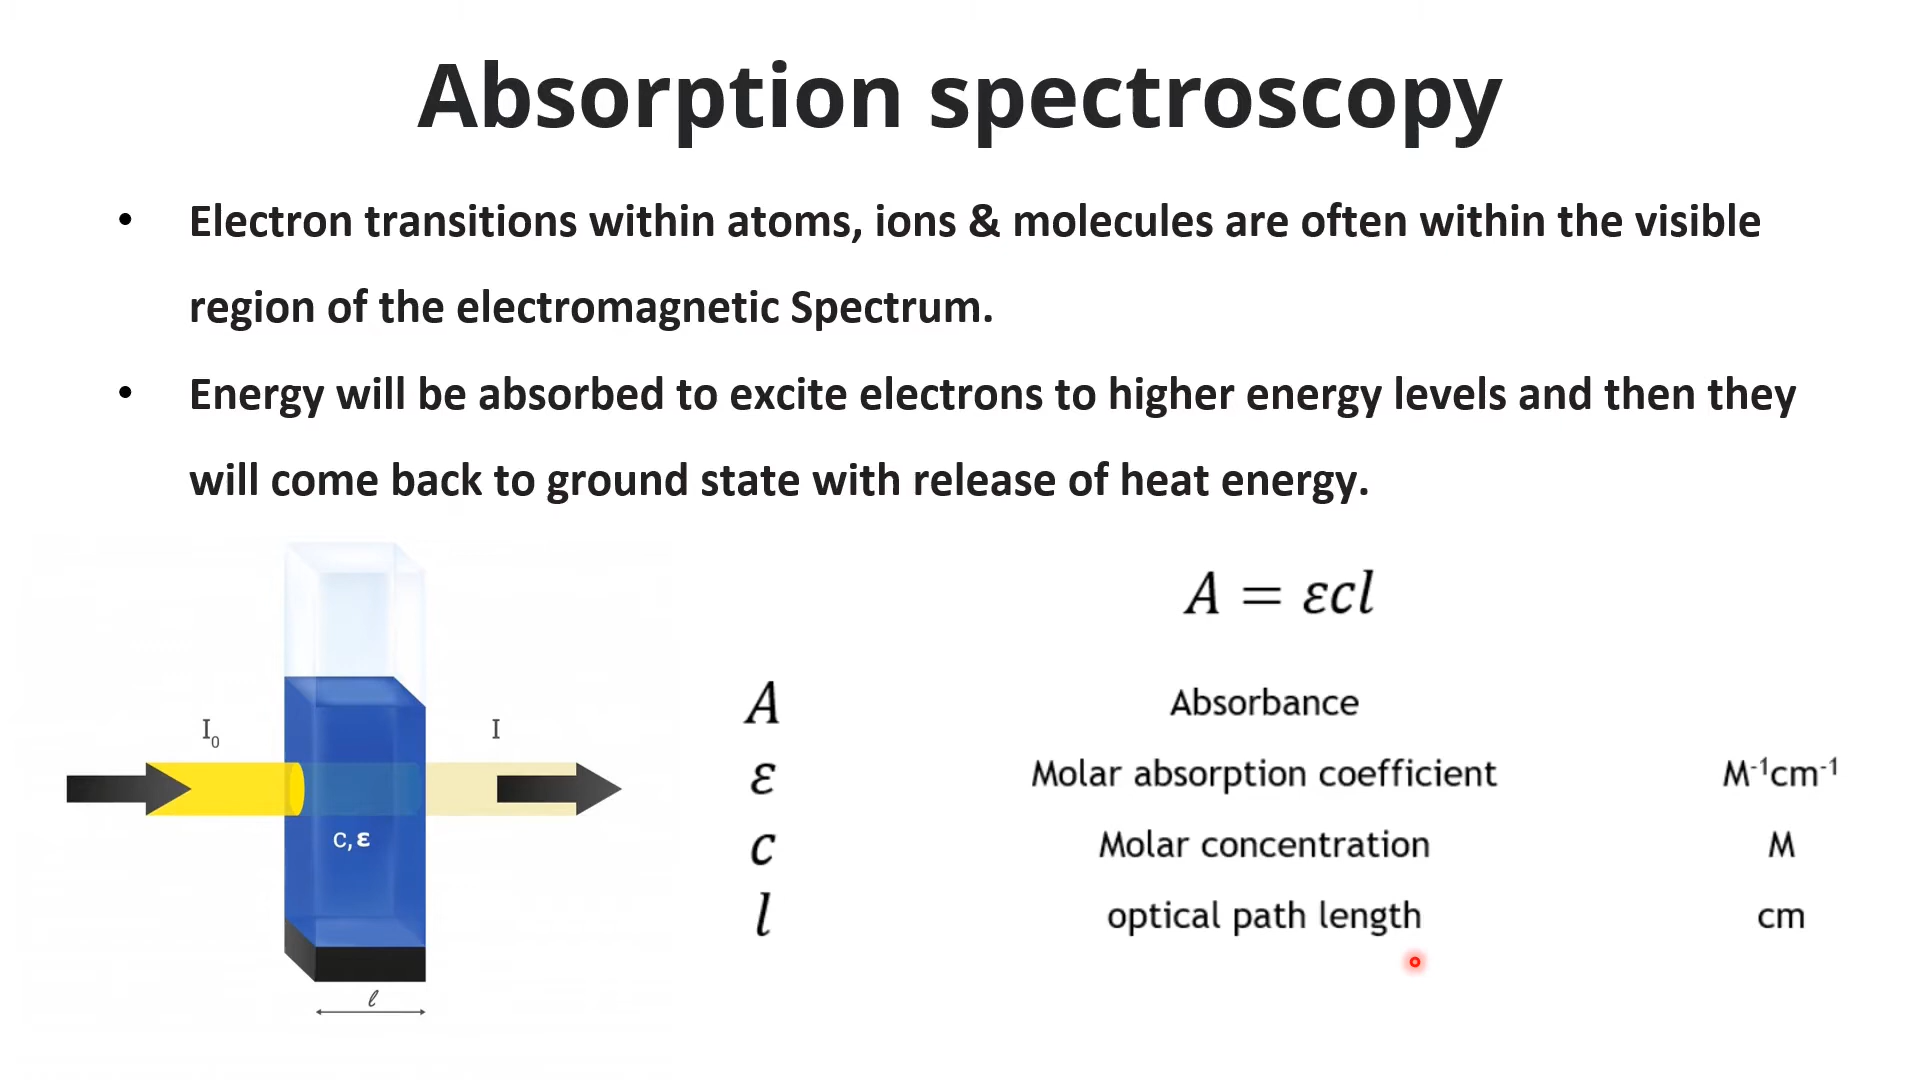 Absorption spectroscopy
• Electron transitions within atoms, ions & molecules are often within the visible
region of the electromagnetic Spectrum.
• Energy will be absorbed to excite electrons to higher energy levels and then they
will come back to ground state with release of heat energy.
I₀
I
c, ε
ℓ
A = εcl
A Absorbance
ε Molar absorption coefficient M⁻¹cm⁻¹
c Molar concentration M
l optical path length cm